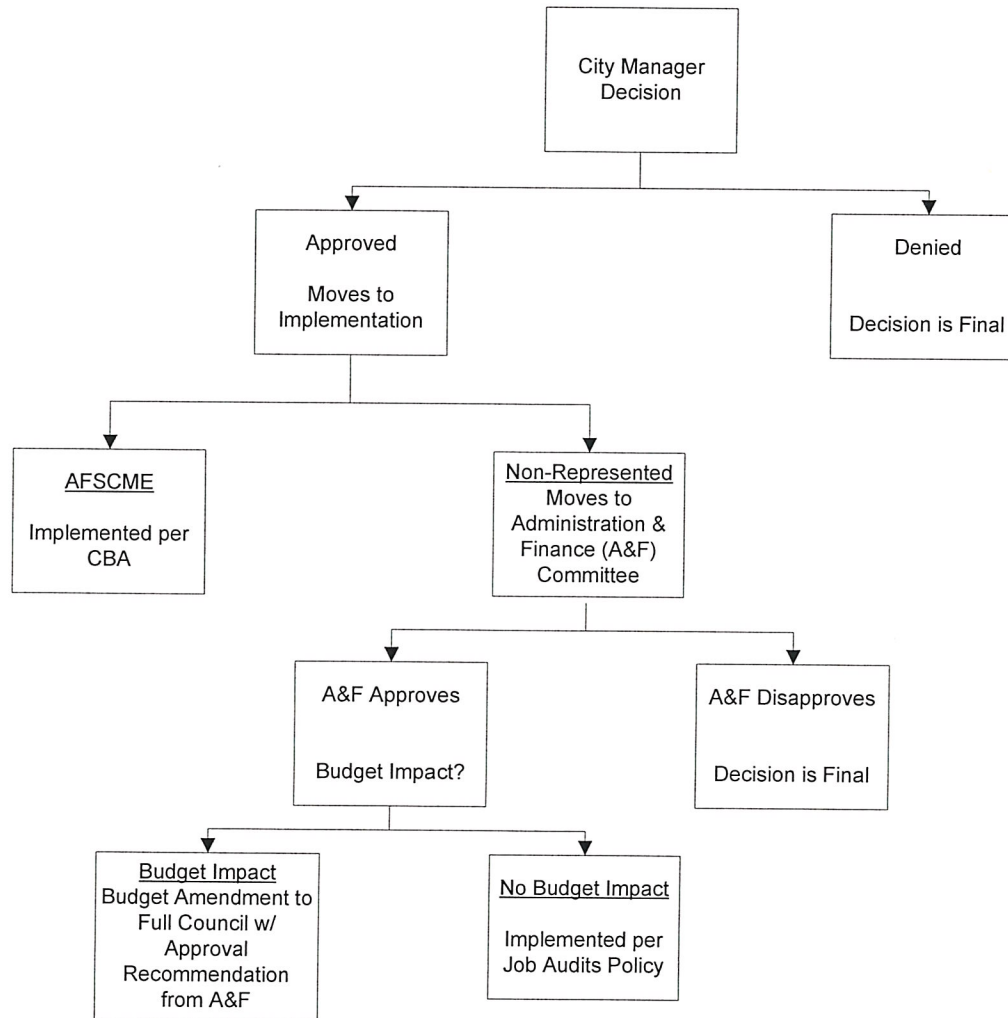 City Manager
Decision
Approved
Moves to
Implementation
Denied
Decision is Final
AFSCME
Implemented per
CBA
Non-Represented
Moves to
Administration &
Finance (A&F)
Committee
A&F Approves
Budget Impact?
A&F Disapproves
Decision is Final
Budget Impact
Budget Amendment to
Full Council w/
Approval
Recommendation
from A&F
No Budget Impact
Implemented per
Job Audits Policy